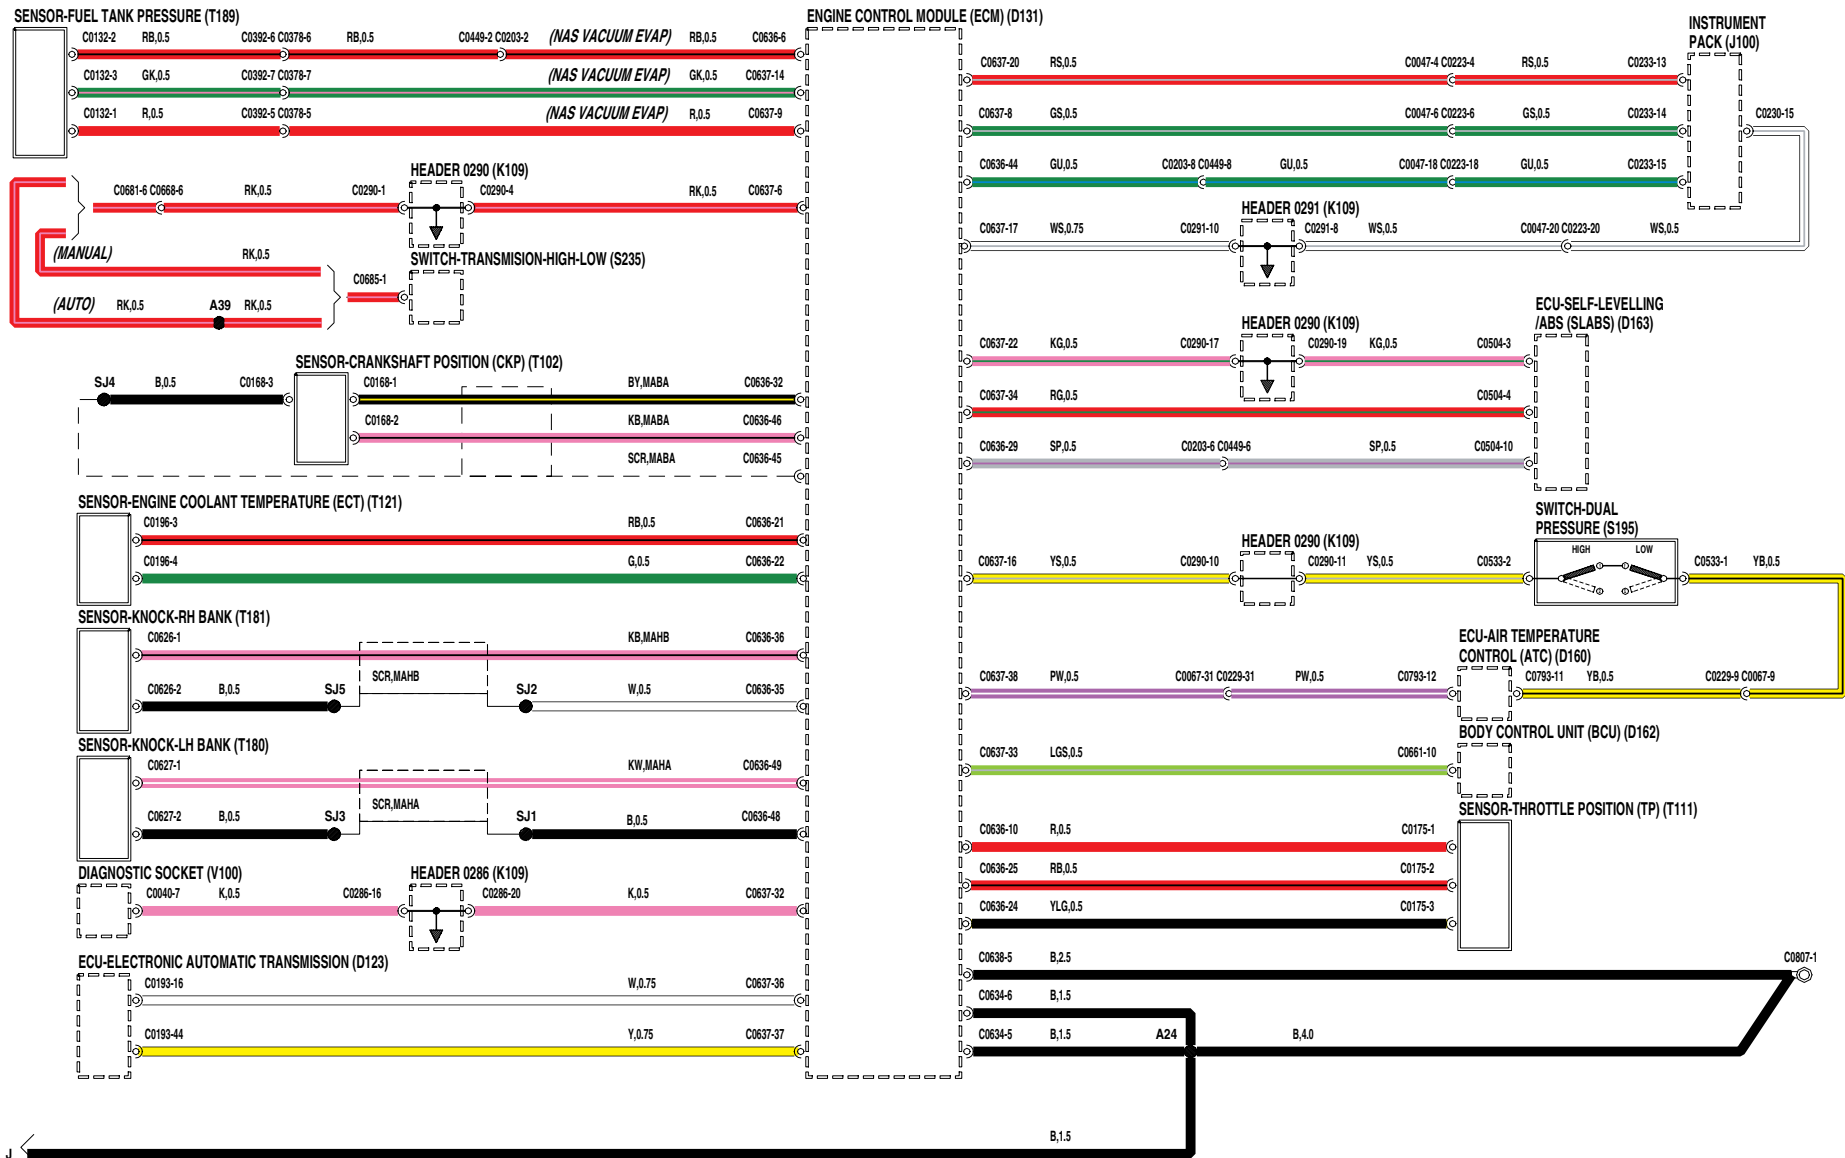 SENSOR-FUEL TANK PRESSURE (T189)
C0132-2 RB,0.5 C0392-6 C0378-6 RB,0.5 C0449-2 C0203-2 (NAS VACUUM EVAP) RB,0.5 C0636-6
C0132-3 GK,0.5 C0392-7 C0378-7 (NAS VACUUM EVAP) GK,0.5 C0637-14
C0132-1 R,0.5 C0392-5 C0378-5 (NAS VACUUM EVAP) R,0.5 C0637-9
HEADER 0290 (K109)
C0681-6 C0668-6 RK,0.5 C0290-1 C0290-4 RK,0.5 C0637-6
(MANUAL) RK,0.5
SWITCH-TRANSMISION-HIGH-LOW (S235)
C0685-1
(AUTO) RK,0.5 A39 RK,0.5
SENSOR-CRANKSHAFT POSITION (CKP) (T102)
SJ4 B,0.5 C0168-3 C0168-1 BY,MABA C0636-32
C0168-2 KB,MABA C0636-46
SCR,MABA C0636-45
SENSOR-ENGINE COOLANT TEMPERATURE (ECT) (T121)
C0196-3 RB,0.5 C0636-21
C0196-4 G,0.5 C0636-22
SENSOR-KNOCK-RH BANK (T181)
C0626-1 KB,MAHB C0636-36
SCR,MAHB
C0626-2 B,0.5 SJ5 SJ2 W,0.5 C0636-35
SENSOR-KNOCK-LH BANK (T180)
C0627-1 KW,MAHA C0636-49
SCR,MAHA
C0627-2 B,0.5 SJ3 SJ1 B,0.5 C0636-48
DIAGNOSTIC SOCKET (V100)
HEADER 0286 (K109)
C0040-7 K,0.5 C0286-16 C0286-20 K,0.5 C0637-32
ECU-ELECTRONIC AUTOMATIC TRANSMISSION (D123)
C0193-16 W,0.75 C0637-36
C0193-44 Y,0.75 C0637-37
J
ENGINE CONTROL MODULE (ECM) (D131)
INSTRUMENT
PACK (J100)
C0637-20 RS,0.5 C0047-4 C0223-4 RS,0.5 C0233-13
C0637-8 GS,0.5 C0047-6 C0223-6 GS,0.5 C0233-14
C0230-15
C0636-44 GU,0.5 C0203-8 C0449-8 GU,0.5 C0047-18 C0223-18 GU,0.5 C0233-15
HEADER 0291 (K109)
C0637-17 WS,0.75 C0291-10 C0291-8 WS,0.5 C0047-20 C0223-20 WS,0.5
ECU-SELF-LEVELLING
/ABS (SLABS) (D163)
HEADER 0290 (K109)
C0637-22 KG,0.5 C0290-17 C0290-19 KG,0.5 C0504-3
C0637-34 RG,0.5 C0504-4
C0636-29 SP,0.5 C0203-6 C0449-6 SP,0.5 C0504-10
SWITCH-DUAL
PRESSURE (S195)
HIGH LOW
HEADER 0290 (K109)
C0637-16 YS,0.5 C0290-10 C0290-11 YS,0.5 C0533-2 C0533-1 YB,0.5
ECU-AIR TEMPERATURE
CONTROL (ATC) (D160)
C0637-38 PW,0.5 C0067-31 C0229-31 PW,0.5 C0793-12 C0793-11 YB,0.5 C0229-9 C0067-9
BODY CONTROL UNIT (BCU) (D162)
C0637-33 LGS,0.5 C0661-10
SENSOR-THROTTLE POSITION (TP) (T111)
C0636-10 R,0.5 C0175-1
C0636-25 RB,0.5 C0175-2
C0636-24 YLG,0.5 C0175-3
C0638-5 B,2.5 C0807-1
C0634-6 B,1.5
C0634-5 B,1.5 A24 B,4.0
B,1.5